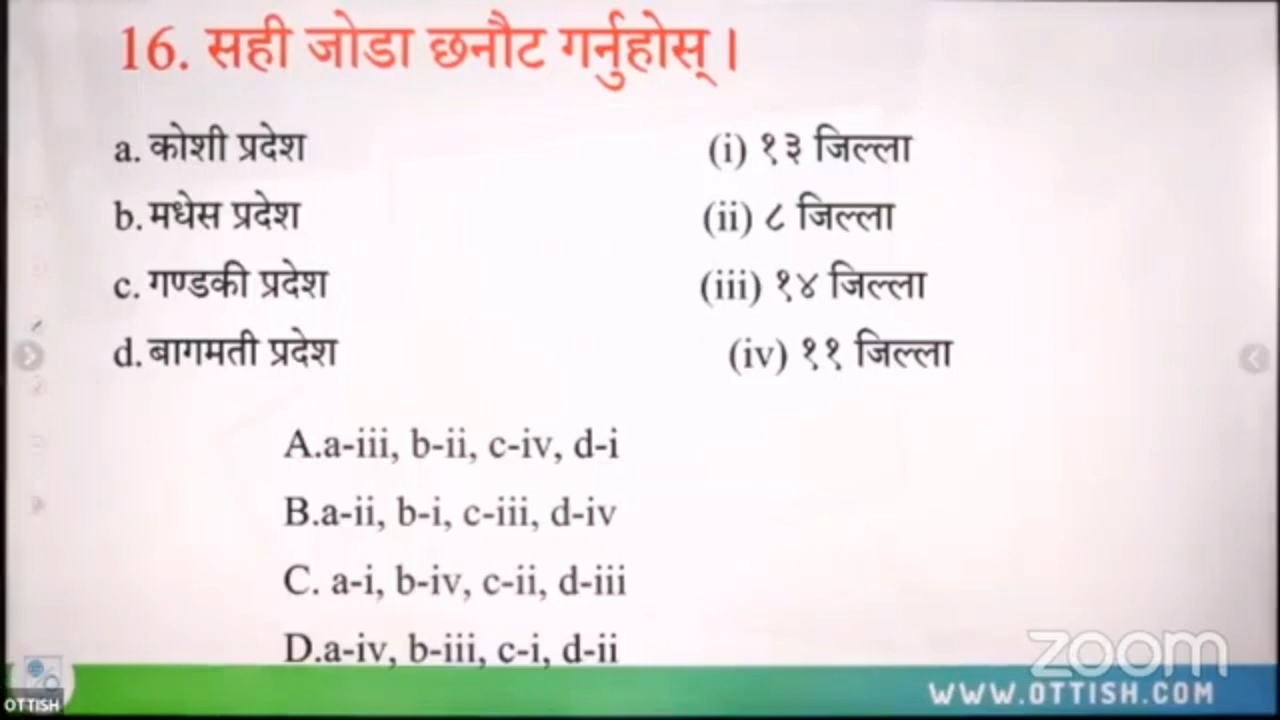 16. सही जोडा छनौट गर्नुहोस् ।
a. कोशी प्रदेश (i) १३ जिल्ला
b. मधेस प्रदेश (ii) ८ जिल्ला
c. गण्डकी प्रदेश (iii) १४ जिल्ला
d. बागमती प्रदेश (iv) ११ जिल्ला
A.a-iii, b-ii, c-iv, d-i
B.a-ii, b-i, c-iii, d-iv
C. a-i, b-iv, c-ii, d-iii
D.a-iv, b-iii, c-i, d-ii
zoom
WWW.OTTISH.COM
OTTISH